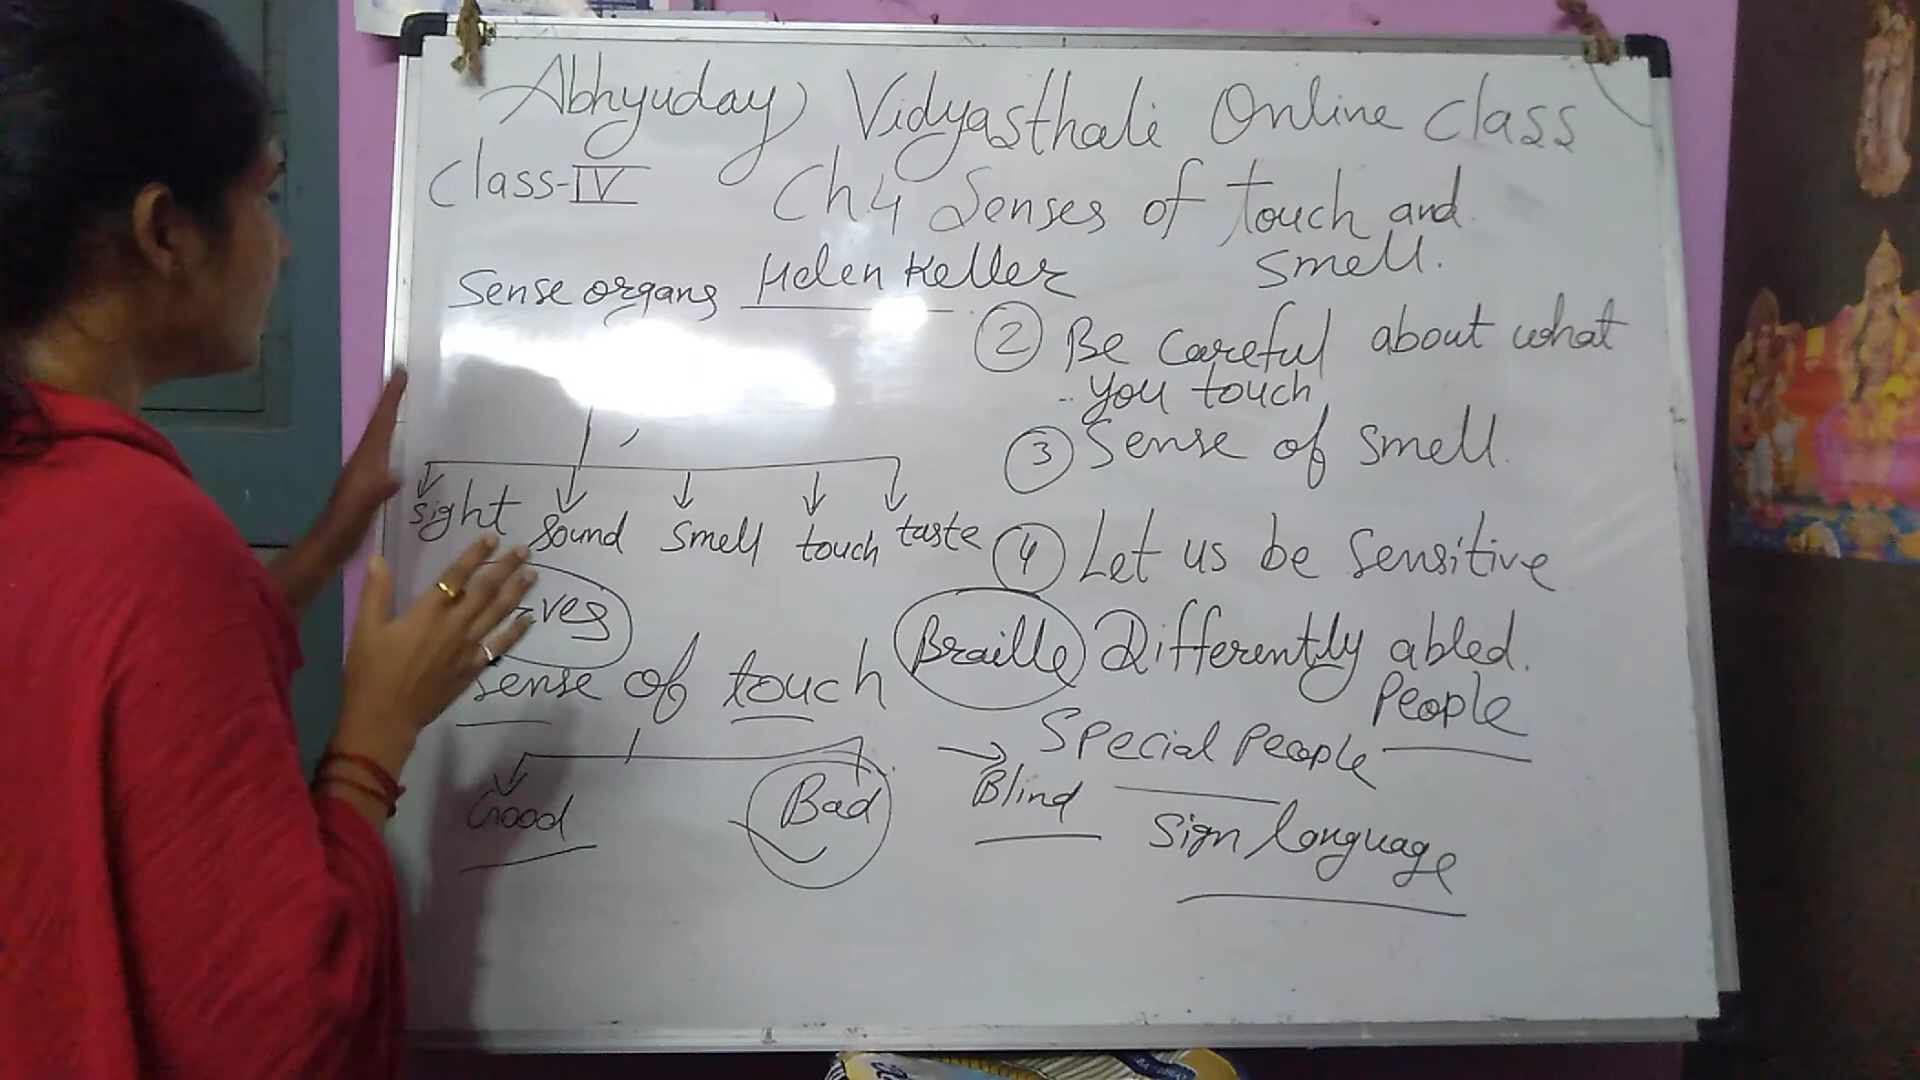 Abhyuday Vidyasthali Online Class
Class-IV
Ch.4 Senses of touch and
smell.
Sense organs
Helen Keller
sight sound smell touch taste
Sense of touch
Good
Bad
② Be Careful about what
you touch
③ Sense of smell.
④ Let us be sensitive
Braille
Differently abled.
People
→ Special People
Blind
Sign language